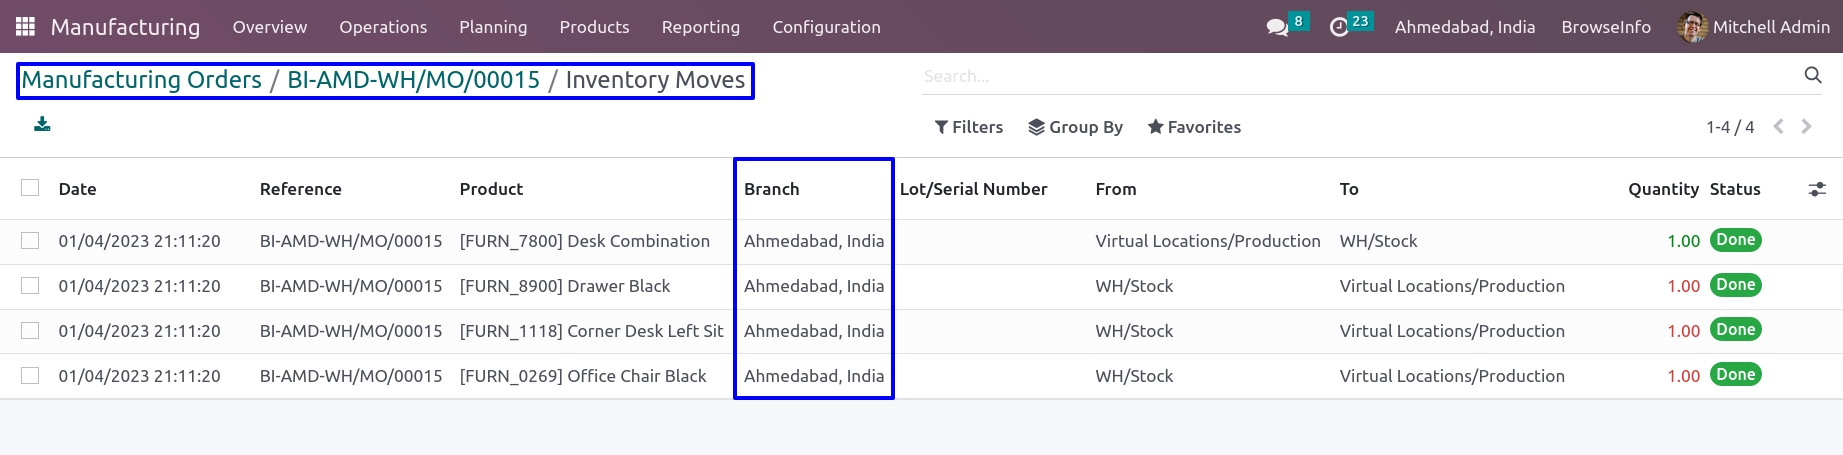 Manufacturing Overview Operations Planning Products Reporting Configuration 8 23 Ahmedabad, India BrowseInfo Mitchell Admin
Manufacturing Orders / BI-AMD-WH/MO/00015 / Inventory Moves Search...
Filters Group By Favorites 1-4 / 4
Date Reference Product Branch Lot/Serial Number From To Quantity Status
01/04/2023 21:11:20 BI-AMD-WH/MO/00015 [FURN_7800] Desk Combination Ahmedabad, India Virtual Locations/Production WH/Stock 1.00 Done
01/04/2023 21:11:20 BI-AMD-WH/MO/00015 [FURN_8900] Drawer Black Ahmedabad, India WH/Stock Virtual Locations/Production 1.00 Done
01/04/2023 21:11:20 BI-AMD-WH/MO/00015 [FURN_1118] Corner Desk Left Sit Ahmedabad, India WH/Stock Virtual Locations/Production 1.00 Done
01/04/2023 21:11:20 BI-AMD-WH/MO/00015 [FURN_0269] Office Chair Black Ahmedabad, India WH/Stock Virtual Locations/Production 1.00 Done